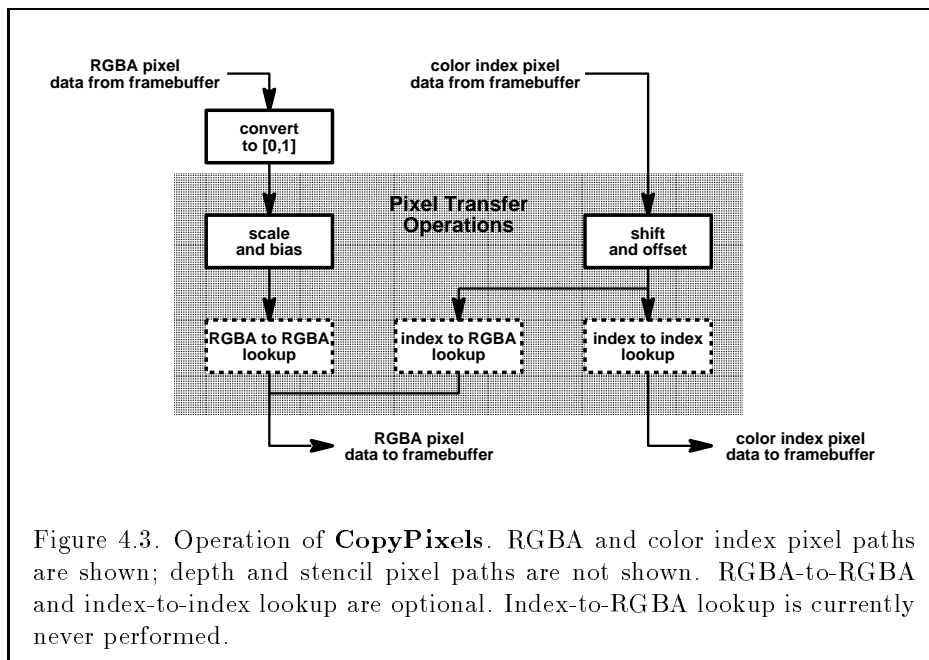 RGBA pixel
data from framebuffer
color index pixel
data from framebuffer
convert
to [0,1]
Pixel Transfer
Operations
scale
and bias
shift
and offset
RGBA to RGBA
lookup
index to RGBA
lookup
index to index
lookup
RGBA pixel
data to framebuffer
color index pixel
data to framebuffer
Figure 4.3. Operation of CopyPixels. RGBA and color index pixel paths
are shown; depth and stencil pixel paths are not shown. RGBA-to-RGBA
and index-to-index lookup are optional. Index-to-RGBA lookup is currently
never performed.